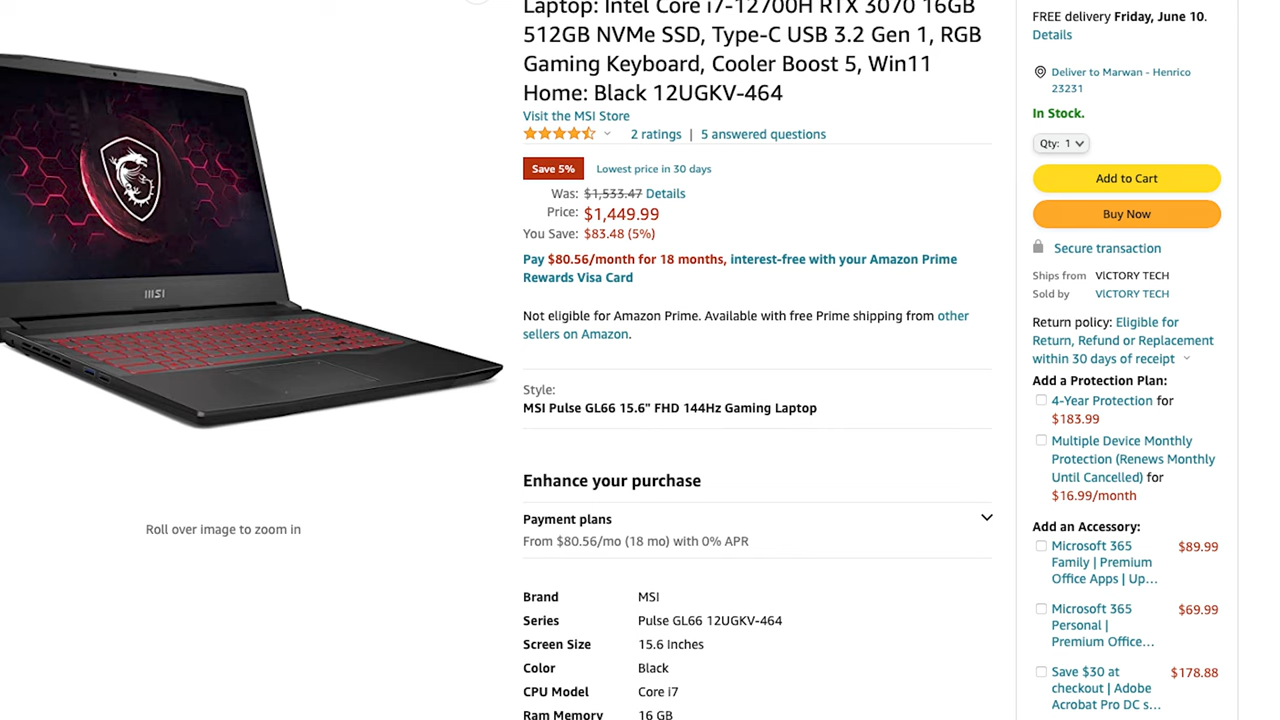 Laptop: Intel Core i7-12700H RTX 3070 16GB
512GB NVMe SSD, Type-C USB 3.2 Gen 1, RGB
Gaming Keyboard, Cooler Boost 5, Win11
Home: Black 12UGKV-464
Visit the MSI Store
2 ratings | 5 answered questions
Save 5% Lowest price in 30 days
Was: $1,533.47 Details
Price: $1,449.99
You Save: $83.48 (5%)
Pay $80.56/month for 18 months, interest-free with your Amazon Prime
Rewards Visa Card
Not eligible for Amazon Prime. Available with free Prime shipping from other
sellers on Amazon.
Style:
MSI Pulse GL66 15.6" FHD 144Hz Gaming Laptop
Enhance your purchase
Payment plans
From $80.56/mo (18 mo) with 0% APR
Brand MSI
Series Pulse GL66 12UGKV-464
Screen Size 15.6 Inches
Color Black
CPU Model Core i7
Ram Memory 16 GB
msi
Roll over image to zoom in
FREE delivery Friday, June 10.
Details
Deliver to Marwan - Henrico
23231
In Stock.
Qty: 1
Add to Cart
Buy Now
Secure transaction
Ships from VlCTORY TECH
Sold by VlCTORY TECH
Return policy: Eligible for
Return, Refund or Replacement
within 30 days of receipt
Add a Protection Plan:
4-Year Protection for
$183.99
Multiple Device Monthly
Protection (Renews Monthly
Until Cancelled) for
$16.99/month
Add an Accessory:
Microsoft 365 $89.99
Family | Premium
Office Apps | Up...
Microsoft 365 $69.99
Personal |
Premium Office...
Save $30 at $178.88
checkout | Adobe
Acrobat Pro DC s...